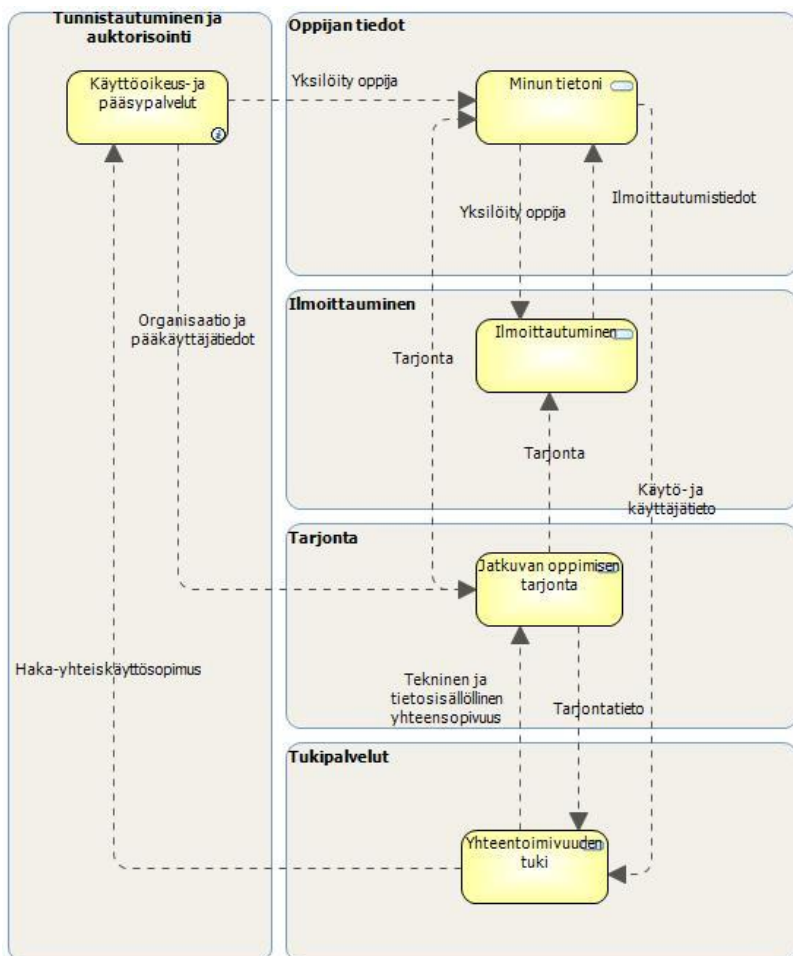 Tunnistautuminen ja
auktorisointi
Käyttöoikeus- ja
pääsypalvelut
Organisaatio ja
pääkäyttäjätiedot
Haka-yhteiskäyttösopimus
Oppijan tiedot
Yksilöity oppija
Minun tietoni
Yksilöity oppija
Ilmoittautumistiedot
Ilmoittauminen
Ilmoittautuminen
Tarjonta
Tarjonta
Käytö- ja
käyttäjätieto
Tarjonta
Jatkuvan oppimisen
tarjonta
Tekninen ja
tietosisällöllinen
yhteensopivuus
Tarjontatieto
Tukipalvelut
Yhteentoimivuuden
tuki